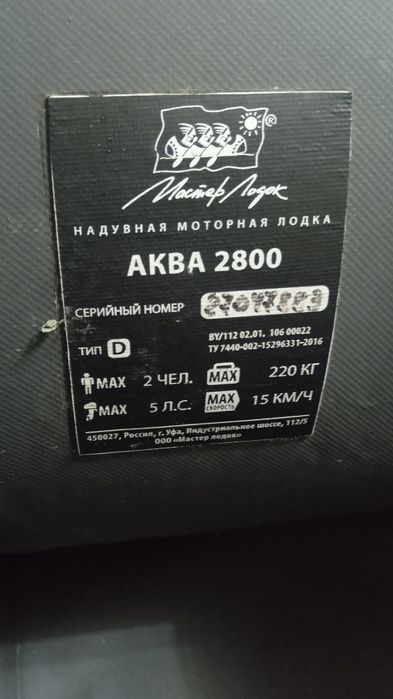 ®
Мастер Лодок
НАДУВНАЯ МОТОРНАЯ ЛОДКА
АКВА 2800
СЕРИЙНЫЙ НОМЕР
ТИП D
BY/112 02.01. 106 00022
ТУ 7440-002-15296331-2016
MAX 2 ЧЕЛ. MAX 220 КГ
MAX 5 Л.С. MAX СКОРОСТЬ 15 КМ/Ч
450027, Россия, г. Уфа, Индустриальное шоссе, 112/5
ООО «Мастер лодок»